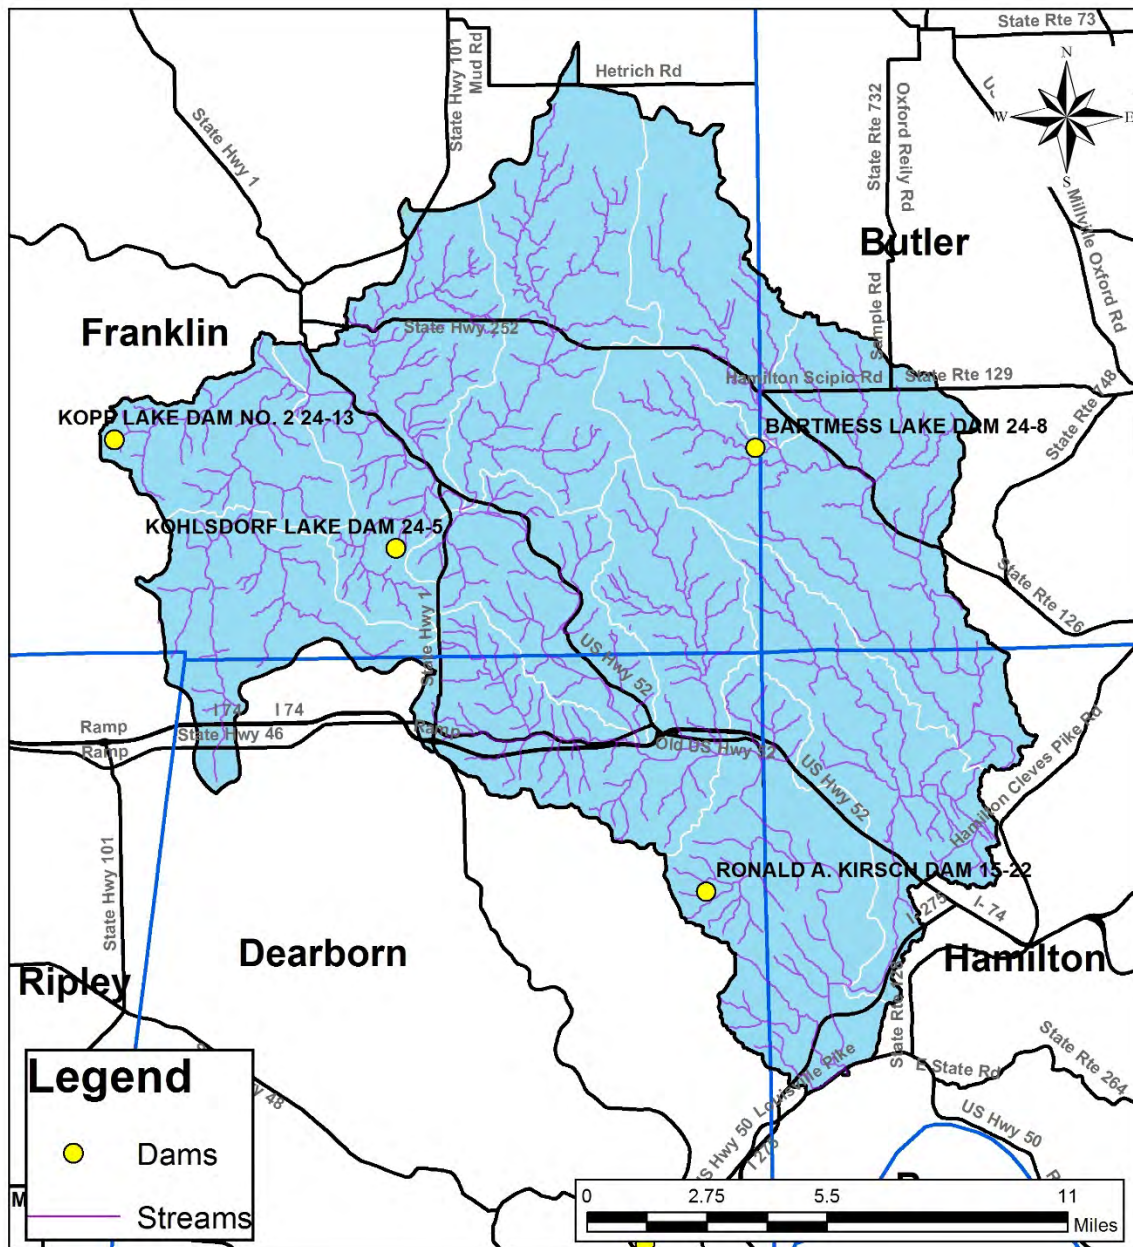 State Rte 73
State Hwy 101
Mud Rd
Hetrich Rd
State Rte 732
Oxford Reily Rd
N
W
E
S
State Hwy 1
Millville Oxford Rd
Butler
Franklin
State Hwy 252
Sample Rd
Hamilton Scipio Rd
State Rte 129
State Rte 748
KOPP LAKE DAM NO. 2 24-13
BARTMESS LAKE DAM 24-8
KOHLSDORF LAKE DAM 24-5
State Rte 126
State Hwy 1
US Hwy 52
I 74
I 74
Ramp
State Hwy 46
Ramp
Ramp
Old US Hwy 52
US Hwy 52
Hamilton Cleves Pike Rd
State Hwy 101
RONALD A. KIRSCH DAM 15-22
I- 275
I- 74
Dearborn
Hamilton
Ripley
State Rte 128
E State Rd
State Rte 264
US Hwy 50
Louisville Pike
US Hwy 50
I 275
48
Legend
Dams
Streams
0
2.75
5.5
11
Miles